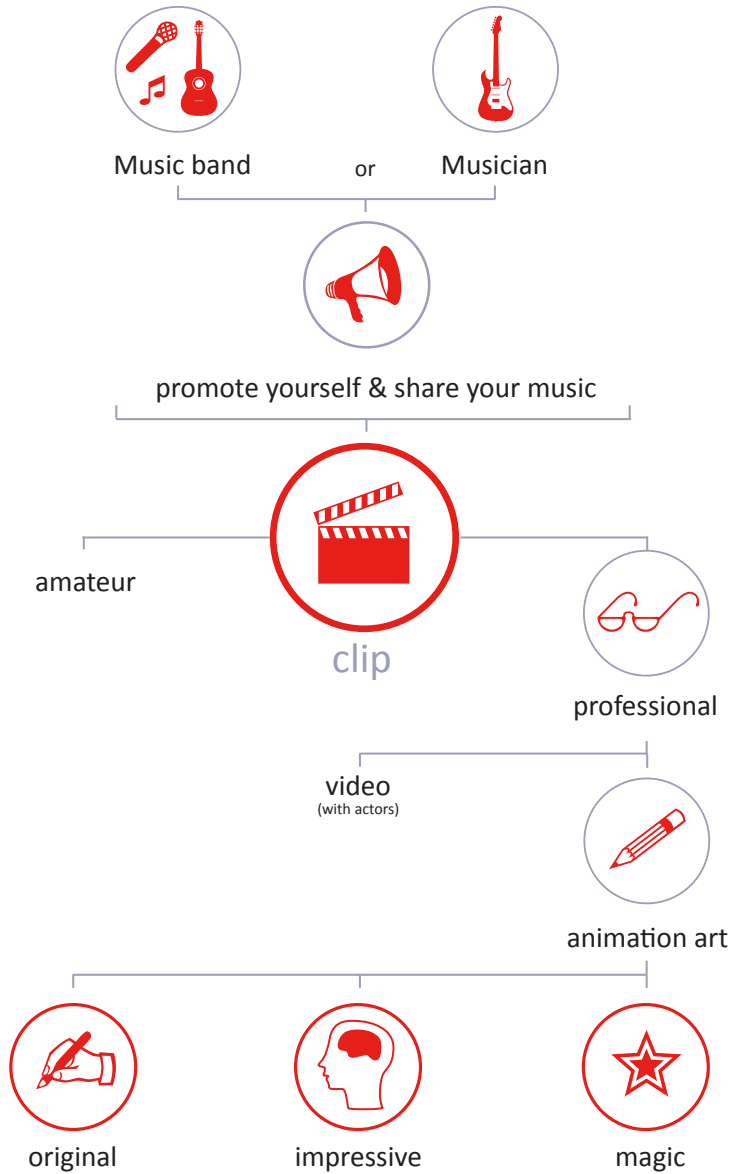 Music band
or
Musician
promote yourself & share your music
amateur
clip
professional
video
(with actors)
animation art
original
impressive
magic